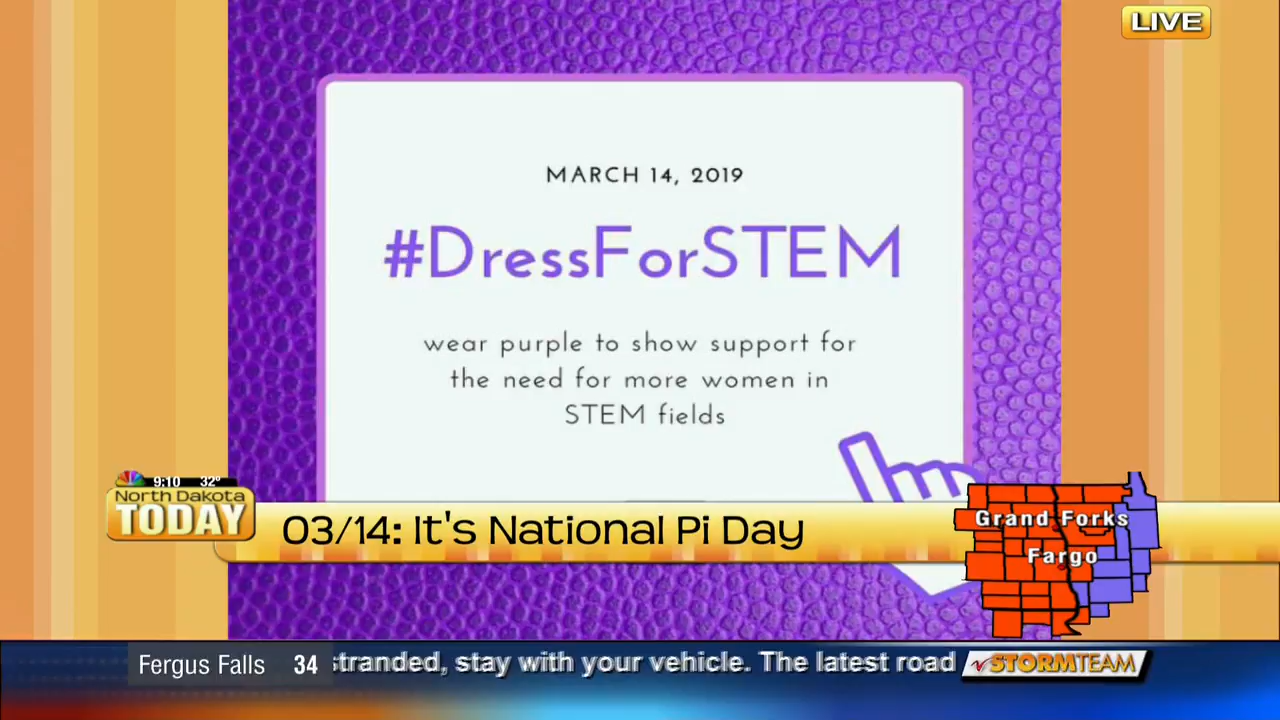 LIVE
MARCH 14, 2019
#DressForSTEM
wear purple to show support for
the need for more women in
STEM fields
9:10 32°
North Dakota
TODAY
03/14: It's National Pi Day
Grand Forks
Fargo
Fergus Falls 34
stranded, stay with your vehicle. The latest road
STORMTEAM